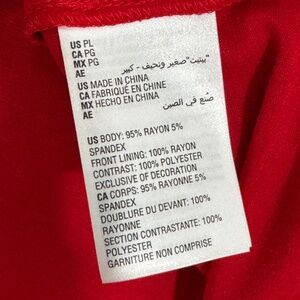 US PL
CA PG
MX PG
AE "بيتيت" صغير ونحيف - كبير
US MADE IN CHINA
CA FABRIQUÉ EN CHINE
MX HECHO EN CHINA
AE صُنع في الصين
US BODY: 95% RAYON 5%
SPANDEX
FRONT LINING: 100% RAYON
CONTRAST: 100% POLYESTER
EXCLUSIVE OF DECORATION
CA CORPS: 95% RAYONNE 5%
SPANDEX
DOUBLURE DU DEVANT: 100%
RAYONNE
SECTION CONTRASTANTE: 100%
POLYESTER
GARNITURE NON COMPRISE